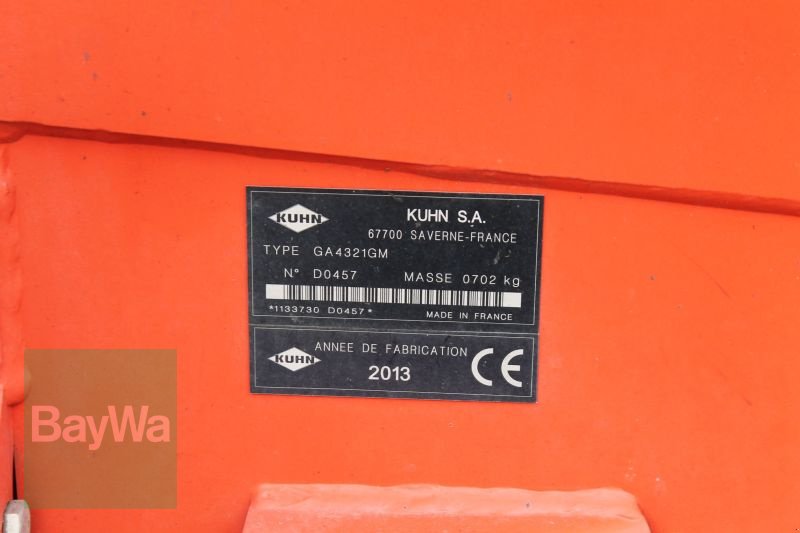 KUHN
KUHN S.A.
67700 SAVERNE-FRANCE
TYPE GA4321GM
N° D0457 MASSE 0702 kg
*1133730 D0457*
MADE IN FRANCE
KUHN
ANNEE DE FABRICATION
2013
CE
BayWa